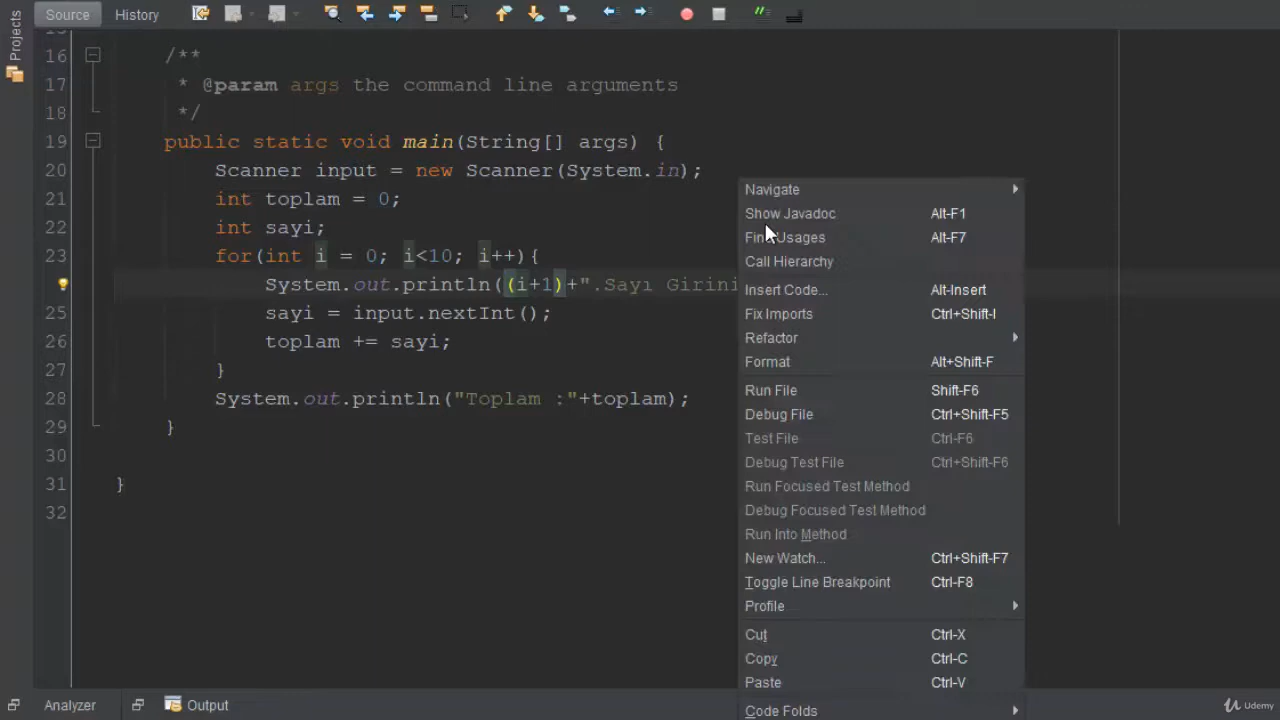 Source History
Projects
16 /**
17 * @param args the command line arguments
18 */
19 public static void main(String[] args) {
20 Scanner input = new Scanner(System.in);
21 int toplam = 0;
22 int sayi;
23 for(int i = 0; i<10; i++){
System.out.println((i+1)+".Sayı Girini
25 sayi = input.nextInt();
26 toplam += sayi;
27 }
28 System.out.println("Toplam :"+toplam);
29 }
30
31 }
32
Navigate
Show Javadoc Alt-F1
Find Usages Alt-F7
Call Hierarchy
Insert Code... Alt-Insert
Fix Imports Ctrl+Shift-I
Refactor
Format Alt+Shift-F
Run File Shift-F6
Debug File Ctrl+Shift-F5
Test File Ctrl-F6
Debug Test File Ctrl+Shift-F6
Run Focused Test Method
Debug Focused Test Method
Run Into Method
New Watch... Ctrl+Shift-F7
Toggle Line Breakpoint Ctrl-F8
Profile
Cut Ctrl-X
Copy Ctrl-C
Paste Ctrl-V
Code Folds
Analyzer Output
Udemy